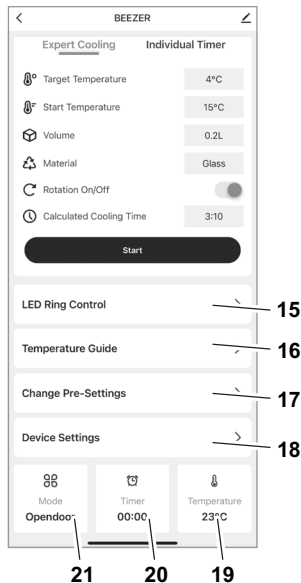 BEEZER
Expert Cooling Individual Timer
Target Temperature 4°C
Start Temperature 15°C
Volume 0.2L
Material Glass
Rotation On/Off
Calculated Cooling Time 3:10
Start
LED Ring Control 15
Temperature Guide 16
Change Pre-Settings 17
Device Settings 18
Mode Timer Temperature
Opendoor 00:00 23°C
21 20 19